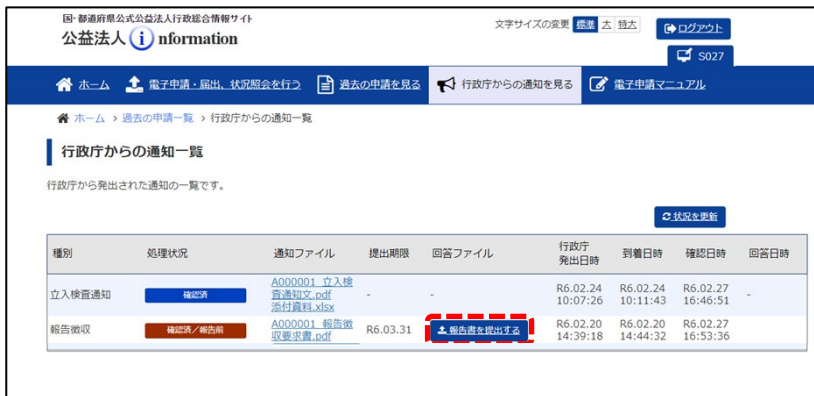 国・都道府県公式公益法人行政総合情報サイト
公益法人 information
文字サイズの変更 標準 大 特大
ログアウト
S027
ホーム 電子申請・届出、状況照会を行う 過去の申請を見る 行政庁からの通知を見る 電子申請マニュアル
ホーム › 過去の申請一覧 › 行政庁からの通知一覧
行政庁からの通知一覧
行政庁から発出された通知の一覧です。
状況を更新
種別 処理状況 通知ファイル 提出期限 回答ファイル 行政庁 到着日時 確認日時 回答日時
発出日時
立入検査通知 確認済 A000001_立入検 - - R6.02.24 R6.02.24 R6.02.27 -
査通知文.pdf 10:07:26 10:11:43 16:46:51
添付資料.xlsx
報告徴収 確認済／報告前 A000001_報告徴 R6.03.31 報告書を提出する R6.02.20 R6.02.20 R6.02.27
収要求書.pdf 14:39:18 14:44:32 16:53:36